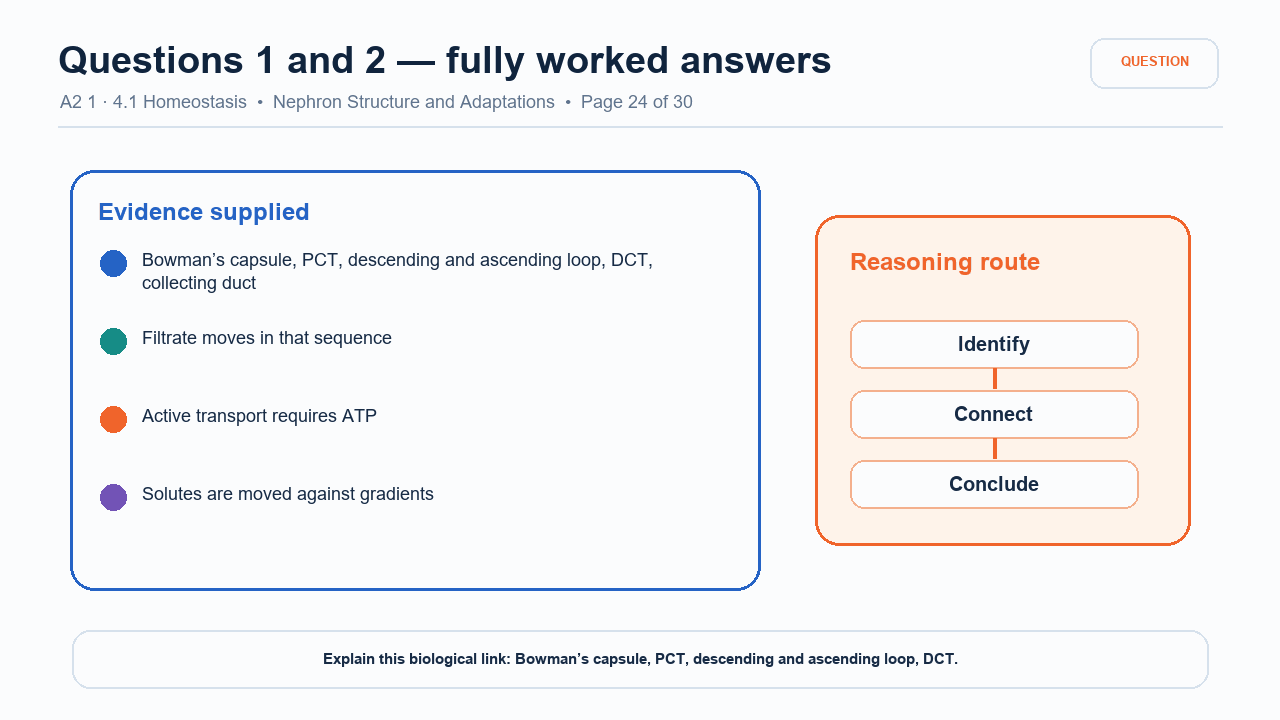 Questions 1 and 2 — fully worked answers
QUESTION
A2 1 · 4.1 Homeostasis • Nephron Structure and Adaptations • Page 24 of 30
Evidence supplied
Bowman’s capsule, PCT, descending and ascending loop, DCT,
collecting duct
Filtrate moves in that sequence
Active transport requires ATP
Solutes are moved against gradients
Reasoning route
Identify
Connect
Conclude
Explain this biological link: Bowman’s capsule, PCT, descending and ascending loop, DCT.